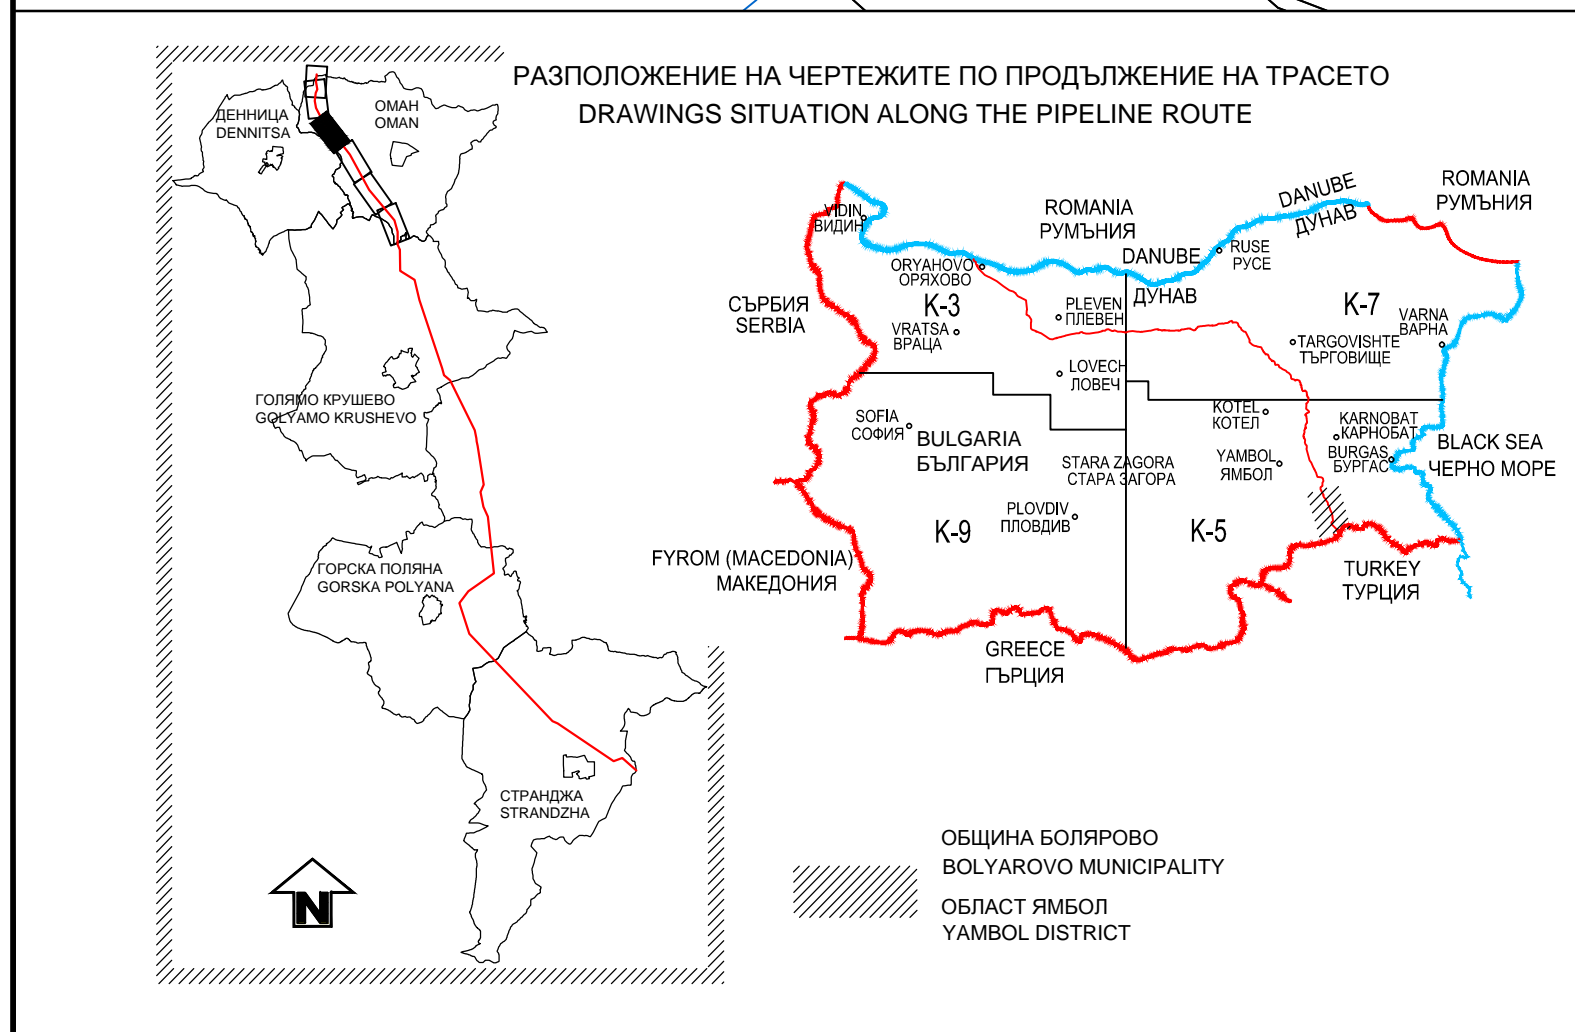 РАЗПОЛОЖЕНИЕ НА ЧЕРТЕЖИТЕ ПО ПРОДЪЛЖЕНИЕ НА ТРАСЕТО
DRAWINGS SITUATION ALONG THE PIPELINE ROUTE
ДЕННИЦА
DENNITSA
ОМАН
OMAN
ГОЛЯМО КРУШЕВО
GOLYAMO KRUSHEVO
ГОРСКА ПОЛЯНА
GORSKA POLYANA
СТРАНДЖА
STRANDZHA
N
VIDIN
ВИДИН
ROMANIA
РУМЪНИЯ
DANUBE
ДУНАВ
ROMANIA
РУМЪНИЯ
ORYAHOVO
ОРЯХОВО
DANUBE
ДУНАВ
RUSE
РУСЕ
СЪРБИЯ
SERBIA
K-3
VRATSA
ВРАЦА
PLEVEN
ПЛЕВЕН
K-7
VARNA
ВАРНА
TARGOVISHTE
ТЪРГОВИЩЕ
LOVECH
ЛОВЕЧ
SOFIA
СОФИЯ
BULGARIA
БЪЛГАРИЯ
KOTEL
КОТЕЛ
KARNOBAT
КАРНОБАТ
BURGAS
БУРГАС
BLACK SEA
ЧЕРНО МОРЕ
STARA ZAGORA
СТАРА ЗАГОРА
YAMBOL
ЯМБОЛ
PLOVDIV
ПЛОВДИВ
K-9
K-5
FYROM (MACEDONIA)
МАКЕДОНИЯ
TURKEY
ТУРЦИЯ
GREECE
ГЪРЦИЯ
ОБЩИНА БОЛЯРОВО
BOLYAROVO MUNICIPALITY
ОБЛАСТ ЯМБОЛ
YAMBOL DISTRICT